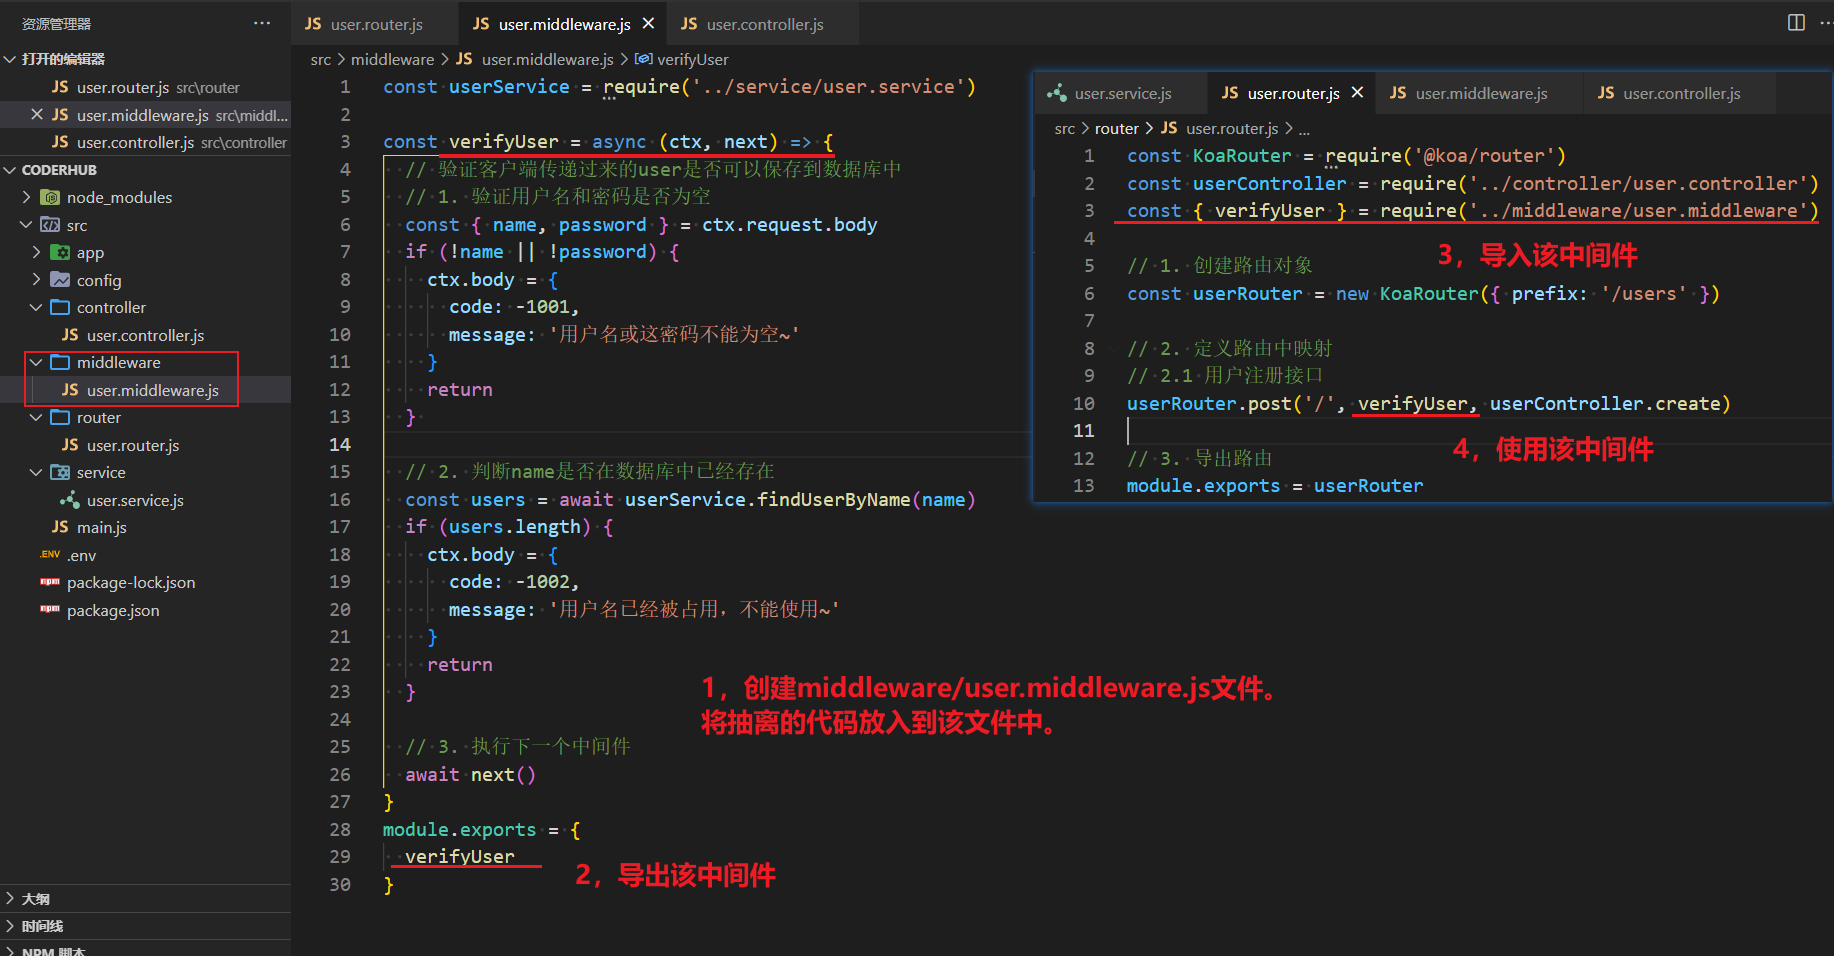 资源管理器
打开的编辑器
JS user.router.js src\router
JS user.middleware.js src\middl...
JS user.controller.js src\controller
CODERHUB
node_modules
src
app
config
controller
JS user.controller.js
middleware
JS user.middleware.js
router
JS user.router.js
service
user.service.js
JS main.js
.ENV .env
npm package-lock.json
npm package.json
大纲
时间线
NPM 脚本
JS user.router.js
JS user.middleware.js
JS user.controller.js
src > middleware > JS user.middleware.js > verifyUser
1 const userService = require('../service/user.service')
2
3 const verifyUser = async (ctx, next) => {
4 // 验证客户端传递过来的user是否可以保存到数据库中
5 // 1. 验证用户名和密码是否为空
6 const { name, password } = ctx.request.body
7 if (!name || !password) {
8 ctx.body = {
9 code: -1001,
10 message: '用户名或这密码不能为空~'
11 }
12 return
13 }
14
15 // 2. 判断name是否在数据库中已经存在
16 const users = await userService.findUserByName(name)
17 if (users.length) {
18 ctx.body = {
19 code: -1002,
20 message: '用户名已经被占用，不能使用~'
21 }
22 return
23 }
24
25 // 3. 执行下一个中间件
26 await next()
27 }
28 module.exports = {
29 verifyUser
30 }
1，创建middleware/user.middleware.js文件。
将抽离的代码放入到该文件中。
2，导出该中间件
user.service.js
JS user.router.js
JS user.middleware.js
JS user.controller.js
src > router > JS user.router.js > ...
1 const KoaRouter = require('@koa/router')
2 const userController = require('../controller/user.controller')
3 const { verifyUser } = require('../middleware/user.middleware')
4
5 // 1. 创建路由对象
6 const userRouter = new KoaRouter({ prefix: '/users' })
7
8 // 2. 定义路由中映射
9 // 2.1 用户注册接口
10 userRouter.post('/', verifyUser, userController.create)
11
12 // 3. 导出路由
13 module.exports = userRouter
3，导入该中间件
4，使用该中间件